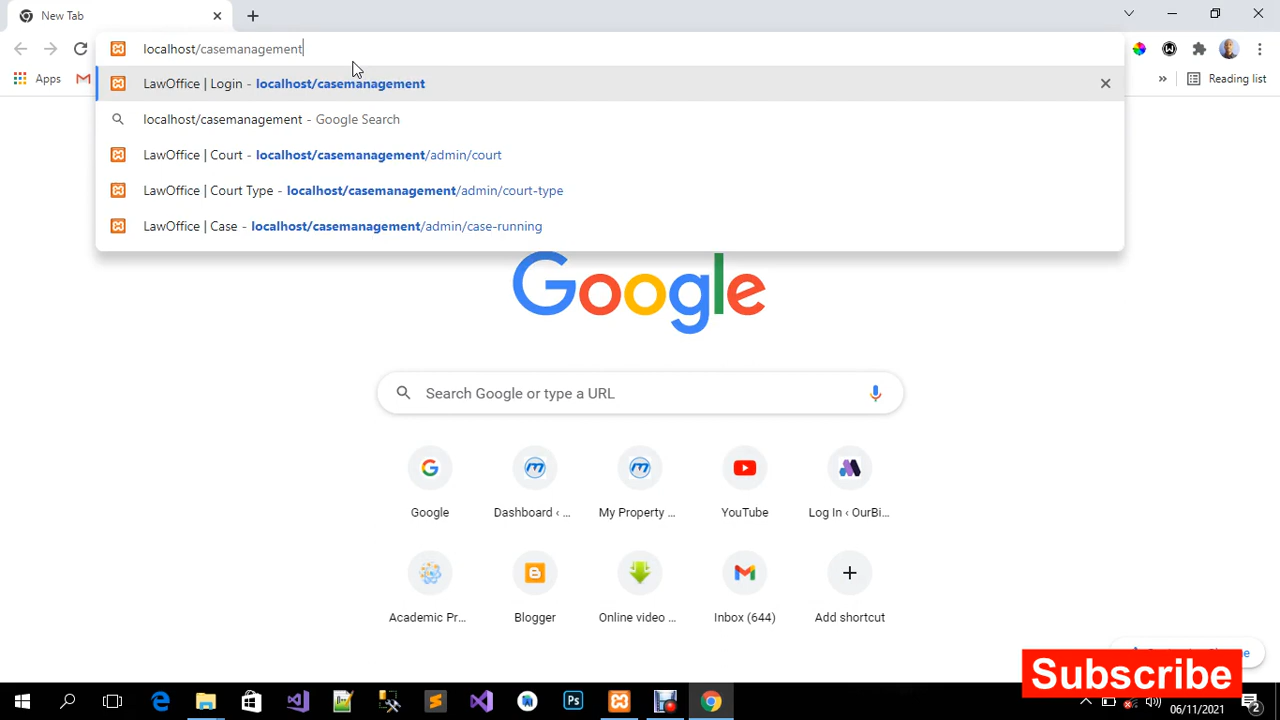 New Tab
localhost/casemanagement
LawOffice | Login - localhost/casemanagement
localhost/casemanagement - Google Search
LawOffice | Court - localhost/casemanagement/admin/court
LawOffice | Court Type - localhost/casemanagement/admin/court-type
LawOffice | Case - localhost/casemanagement/admin/case-running
Apps
»
Reading list
Google
Search Google or type a URL
Google
Dashboard ‹ ...
My Property ...
YouTube
Log In ‹ OurBi...
Academic Pr...
Blogger
Online video ...
Inbox (644)
Add shortcut
Subscribe
Ps
06/11/2021
2